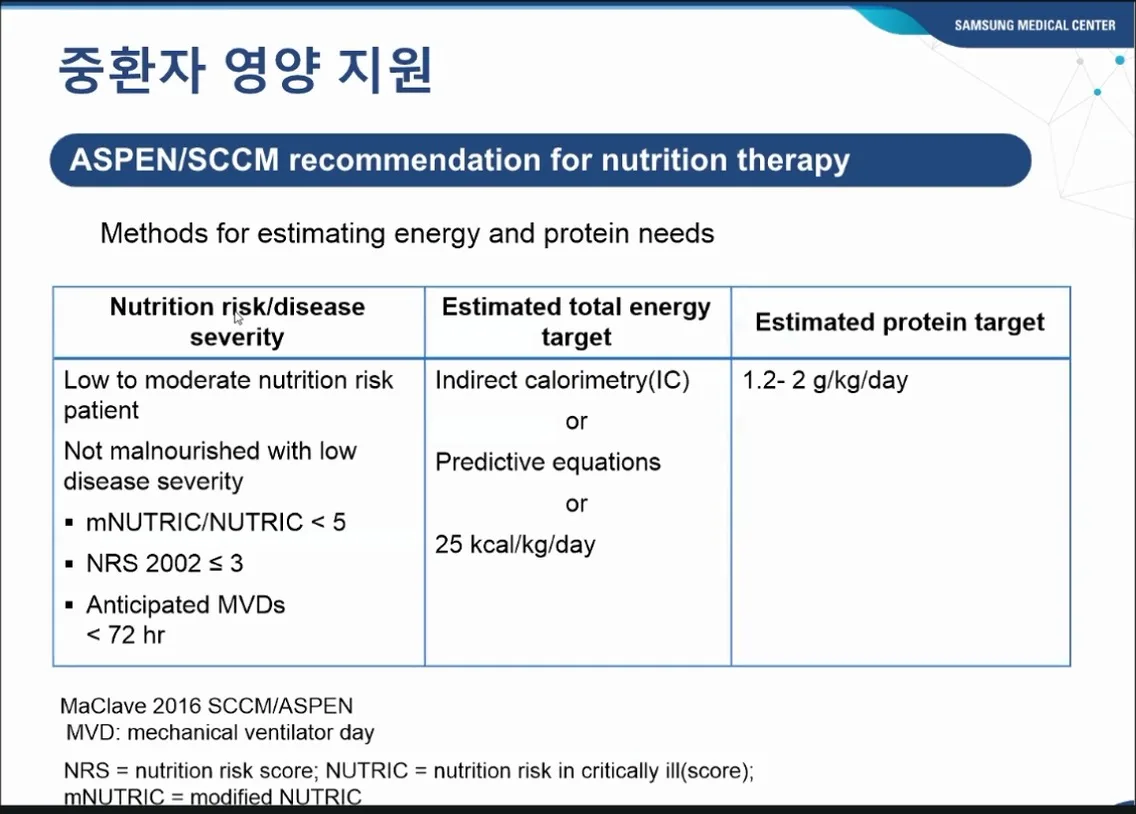 SAMSUNG MEDICAL CENTER
중환자 영양 지원
ASPEN/SCCM recommendation for nutrition therapy
Methods for estimating energy and protein needs
Nutrition risk/disease
severity
Estimated total energy
target
Estimated protein target
Low to moderate nutrition risk
patient
Not malnourished with low
disease severity
▪ mNUTRIC/NUTRIC < 5
▪ NRS 2002 ≤ 3
▪ Anticipated MVDs
< 72 hr
Indirect calorimetry(IC)
or
Predictive equations
or
25 kcal/kg/day
1.2- 2 g/kg/day
MaClave 2016 SCCM/ASPEN
MVD: mechanical ventilator day
NRS = nutrition risk score; NUTRIC = nutrition risk in critically ill(score);
mNUTRIC = modified NUTRIC